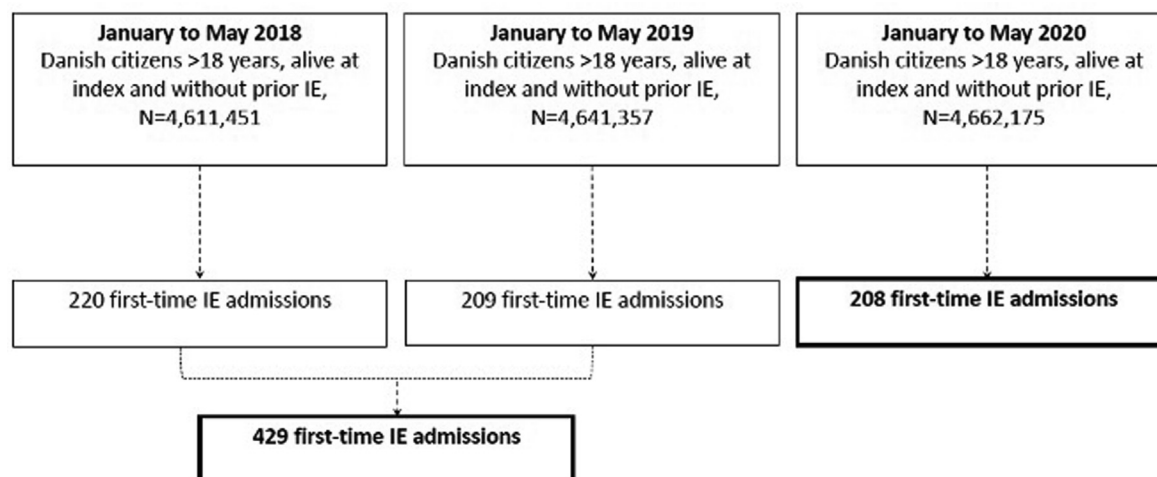 January to May 2018
Danish citizens >18 years, alive at
index and without prior IE,
N=4,611,451
January to May 2019
Danish citizens >18 years, alive at
index and without prior IE,
N=4,641,357
January to May 2020
Danish citizens >18 years, alive at
index and without prior IE,
N=4,662,175
220 first-time IE admissions
209 first-time IE admissions
208 first-time IE admissions
429 first-time IE admissions